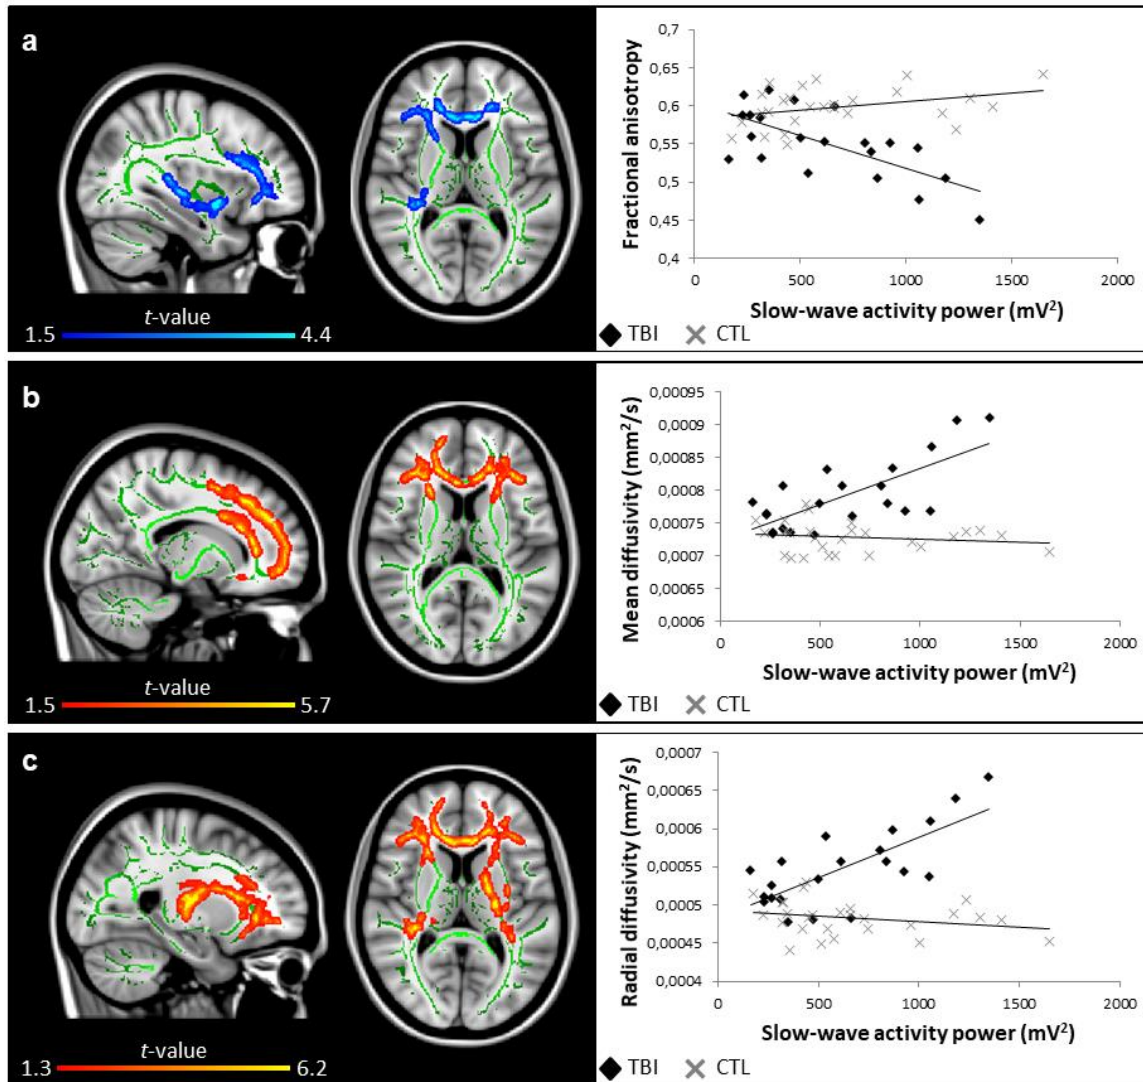 a
t-value
1.5 4.4
Fractional anisotropy
0,7
0,65
0,6
0,55
0,5
0,45
0,4
0 500 1000 1500 2000
Slow-wave activity power (mV²)
TBI CTL
b
t-value
1.5 5.7
Mean diffusivity (mm²/s)
0,00095
0,0009
0,00085
0,0008
0,00075
0,0007
0,00065
0,0006
0 500 1000 1500 2000
Slow-wave activity power (mV²)
TBI CTL
c
t-value
1.3 6.2
Radial diffusivity (mm²/s)
0,0007
0,00065
0,0006
0,00055
0,0005
0,00045
0,0004
0 500 1000 1500 2000
Slow-wave activity power (mV²)
TBI CTL